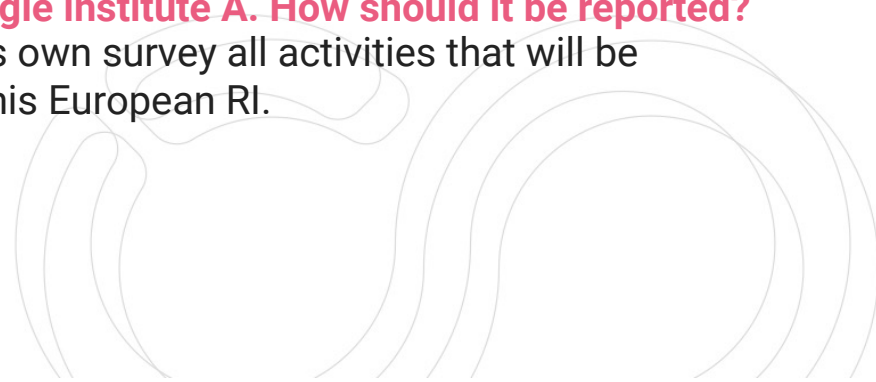 gle Institute A. How should it be reported?
s own survey all activities that will be
his European RI.